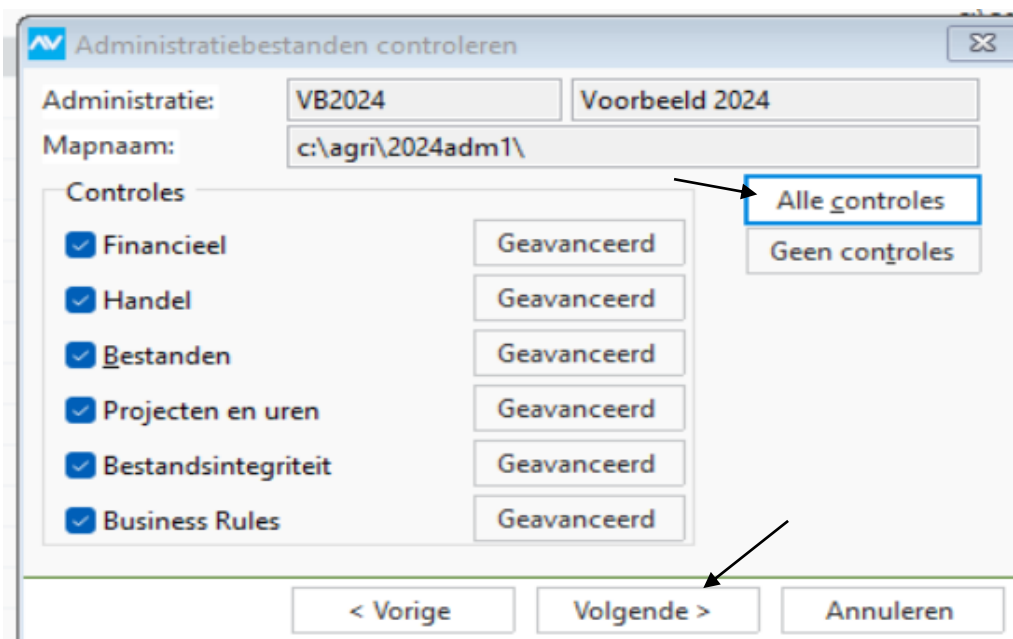 Administratiebestanden controleren
Administratie: VB2024 Voorbeeld 2024
Mapnaam: c:\agri\2024adm1\
Controles
Alle controles
Financieel Geavanceerd
Geen controles
Handel Geavanceerd
Bestanden Geavanceerd
Projecten en uren Geavanceerd
Bestandsintegriteit Geavanceerd
Business Rules Geavanceerd
< Vorige Volgende > Annuleren